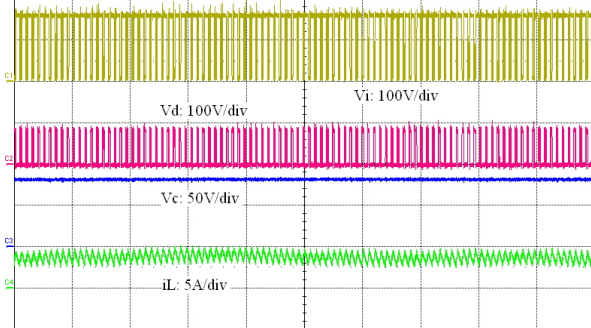 C1
Vi: 100V/div
Vd: 100V/div
C2
Vc: 50V/div
C3
C4
iL: 5A/div